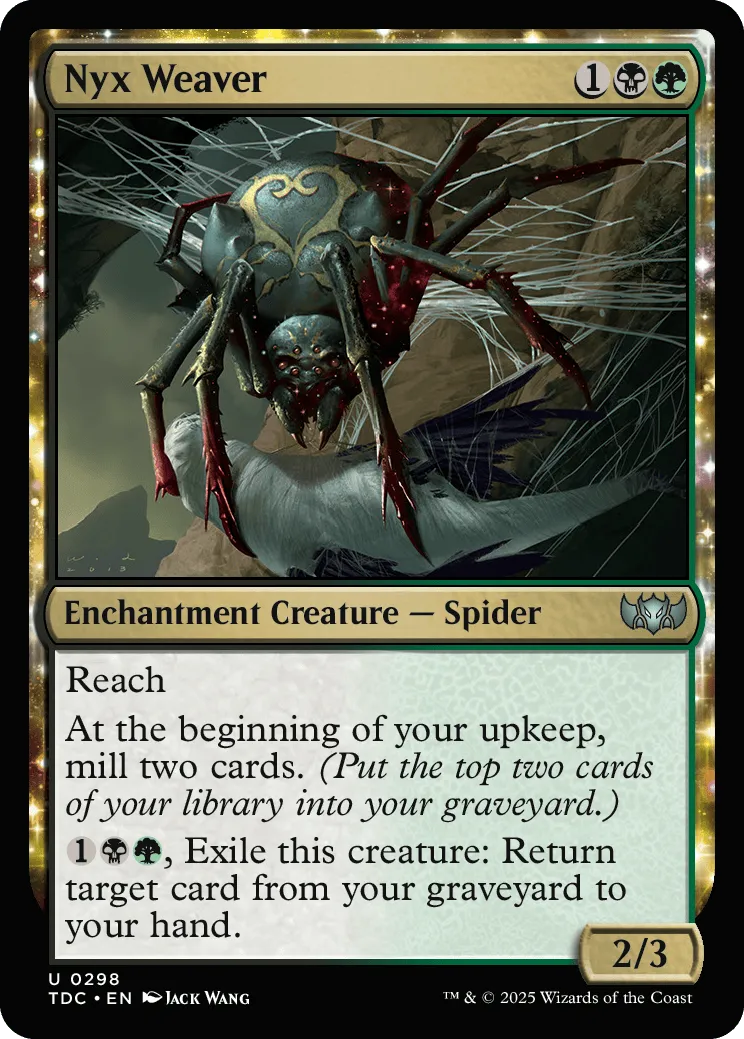 Nyx Weaver 1
Enchantment Creature — Spider
Reach
At the beginning of your upkeep,
mill two cards. (Put the top two cards
of your library into your graveyard.)
1, Exile this creature: Return
target card from your graveyard to
your hand.
2/3
U 0298
TDC • EN JACK WANG
™ & © 2025 Wizards of the Coast